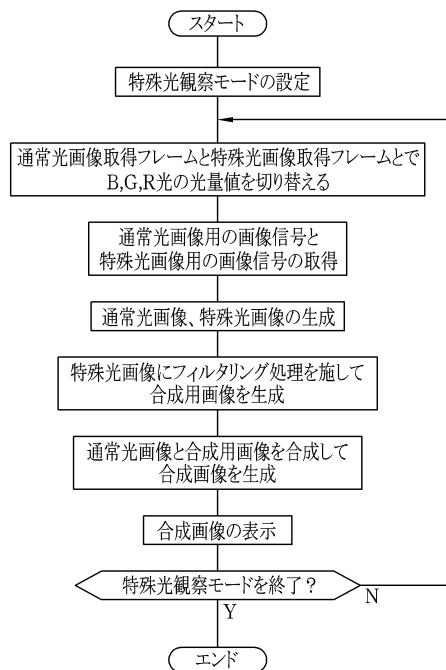 スタート
特殊光観察モードの設定
通常光画像取得フレームと特殊光画像取得フレームとで
B,G,R光の光量値を切り替える
通常光画像用の画像信号と
特殊光画像用の画像信号の取得
通常光画像、特殊光画像の生成
特殊光画像にフィルタリング処理を施して
合成用画像を生成
通常光画像と合成用画像を合成して
合成画像を生成
合成画像の表示
特殊光観察モードを終了？
N
Y
エンド